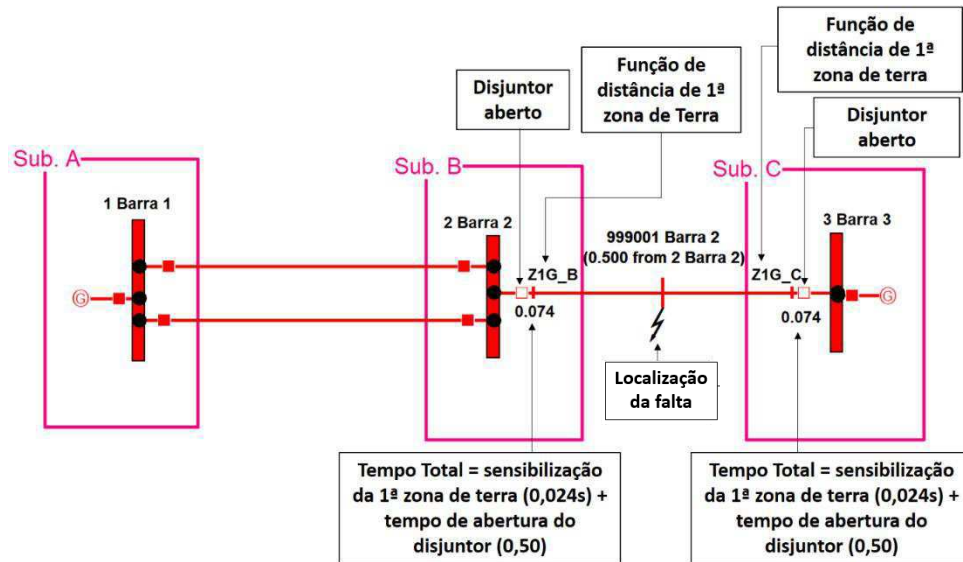 Função de
distância de 1ª
zona de terra
Disjuntor
aberto
Função de
distância de 1ª
zona de Terra
Disjuntor
aberto
Sub. A
Sub. B
Sub. C
1 Barra 1
2 Barra 2
3 Barra 3
999001 Barra 2
(0.500 from 2 Barra 2)
Z1G_B
Z1G_C
G
G
0.074
0.074
Localização
da falta
Tempo Total = sensibilização
da 1ª zona de terra (0,024s) +
tempo de abertura do
disjuntor (0,50)
Tempo Total = sensibilização
da 1ª zona de terra (0,024s) +
tempo de abertura do
disjuntor (0,50)